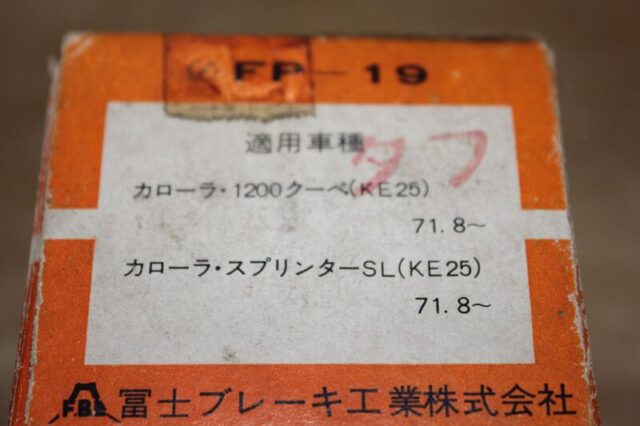 FP-19
適用車種
タフ
カローラ・1200クーペ(KE25)
71.8～
カローラ・スプリンターSL(KE25)
71.8～
F.B.I. 冨士ブレーキ工業株式会社